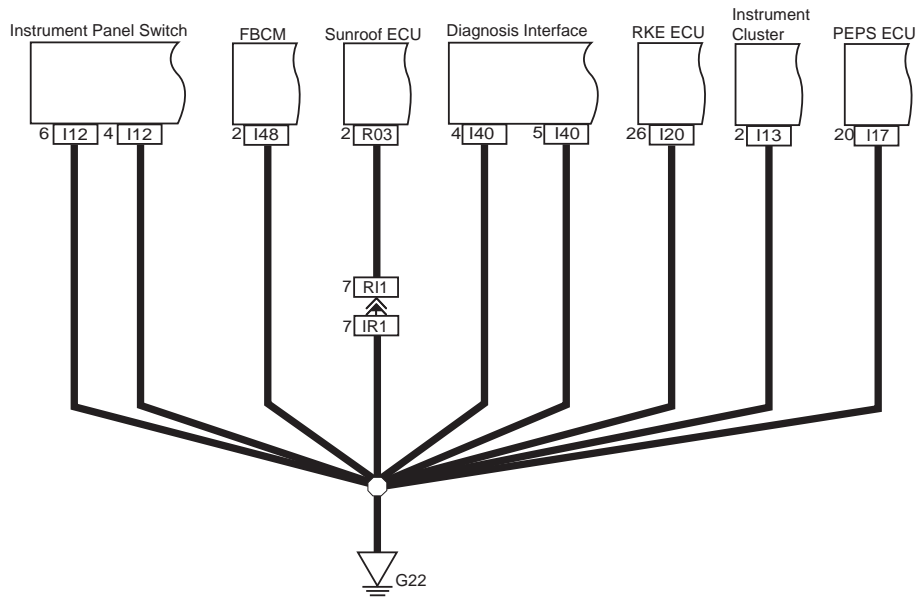 Instrument Panel Switch
FBCM
Sunroof ECU
Diagnosis Interface
RKE ECU
Instrument
Cluster
PEPS ECU
6 I12 4 I12
2 I48
2 R03
4 I40 5 I40
26 I20
2 I13
20 I17
7 RI1
7 IR1
G22